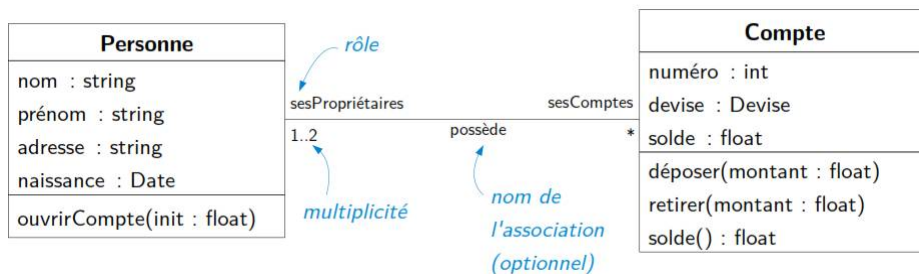 Personne
nom : string
prénom : string
adresse : string
naissance : Date
ouvrirCompte(init : float)
rôle
sesPropriétaires
sesComptes
1..2
possède
*
multiplicité
nom de
l'association
(optionnel)
Compte
numéro : int
devise : Devise
solde : float
déposer(montant : float)
retirer(montant : float)
solde() : float